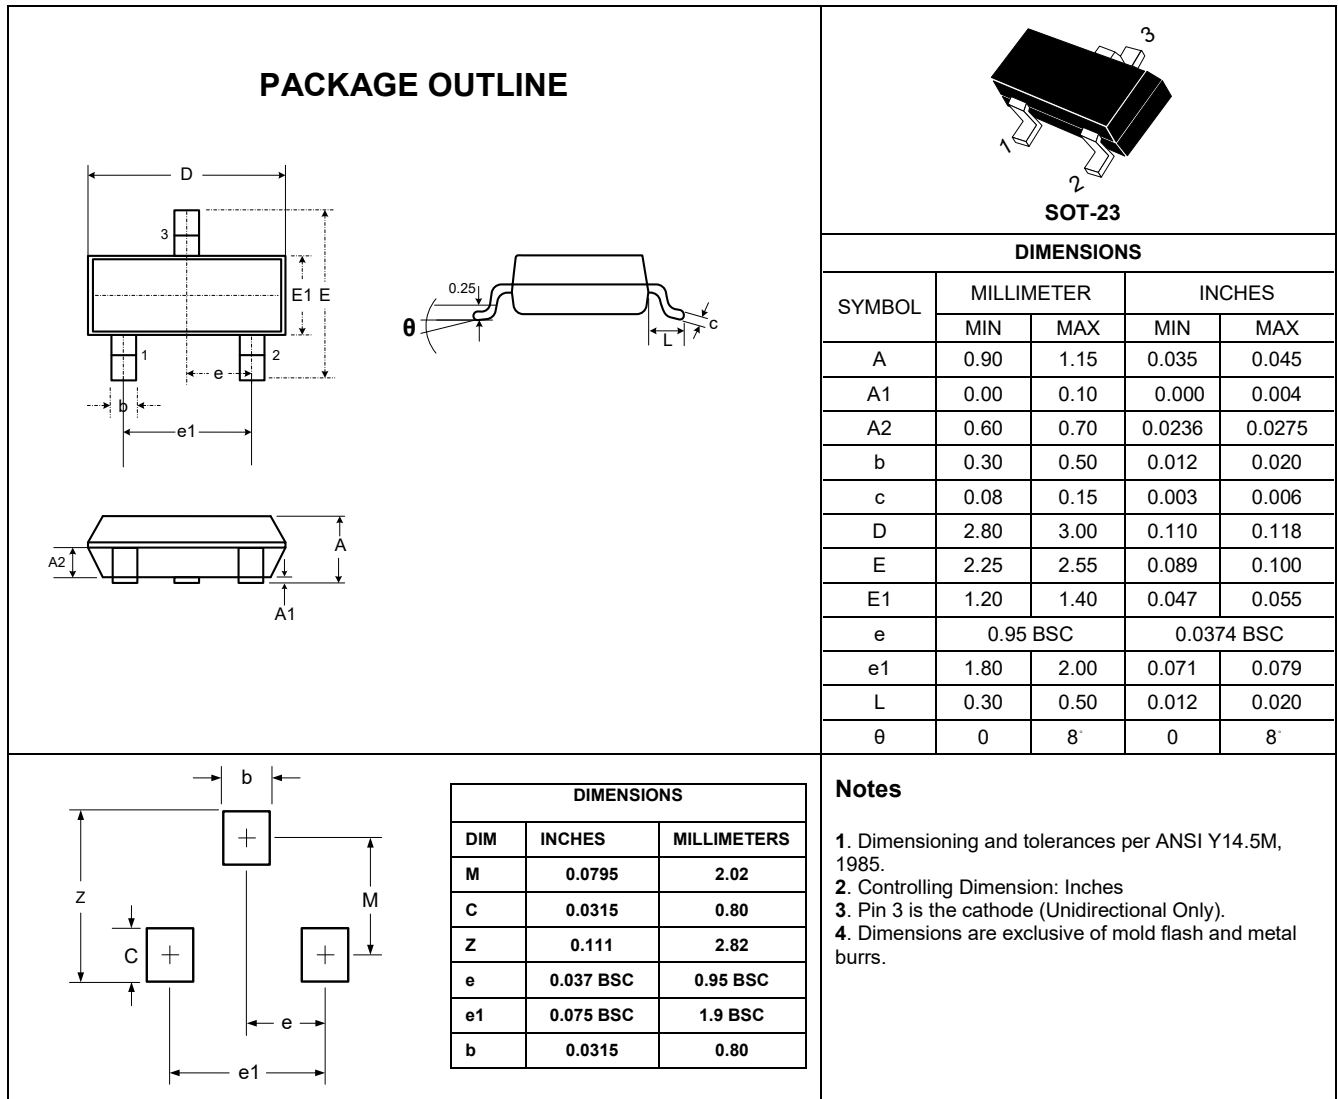 PACKAGE OUTLINE
D
3
E1 E
1
2
e
b
e1
0.25
θ
L
c
A2
A
A1
3
1
2
SOT-23
DIMENSIONS
SYMBOL MILLIMETER INCHES
MIN MAX MIN MAX
A 0.90 1.15 0.035 0.045
A1 0.00 0.10 0.000 0.004
A2 0.60 0.70 0.0236 0.0275
b 0.30 0.50 0.012 0.020
c 0.08 0.15 0.003 0.006
D 2.80 3.00 0.110 0.118
E 2.25 2.55 0.089 0.100
E1 1.20 1.40 0.047 0.055
e 0.95 BSC 0.0374 BSC
e1 1.80 2.00 0.071 0.079
L 0.30 0.50 0.012 0.020
θ 0 8° 0 8°
b
Z
M
C
e
e1
DIMENSIONS
DIM INCHES MILLIMETERS
M 0.0795 2.02
C 0.0315 0.80
Z 0.111 2.82
e 0.037 BSC 0.95 BSC
e1 0.075 BSC 1.9 BSC
b 0.0315 0.80
Notes
1. Dimensioning and tolerances per ANSI Y14.5M,
1985.
2. Controlling Dimension: Inches
3. Pin 3 is the cathode (Unidirectional Only).
4. Dimensions are exclusive of mold flash and metal
burrs.